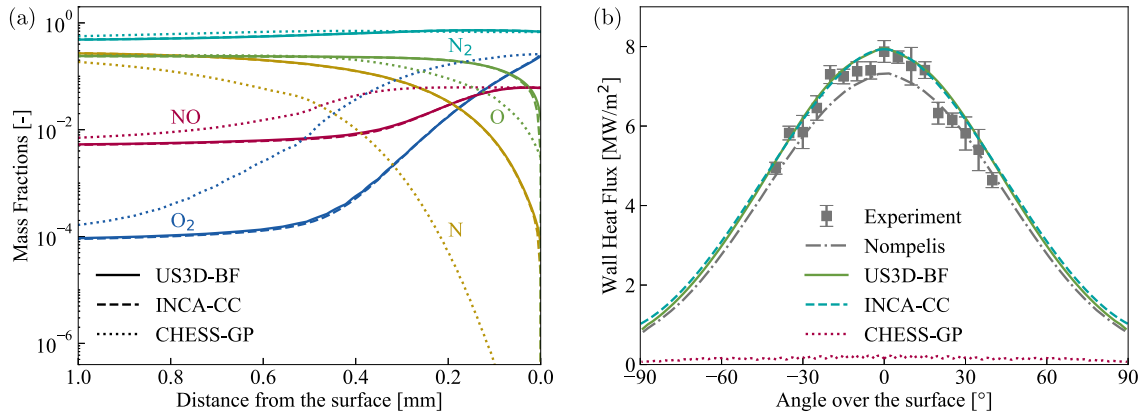 (a)
10⁰
10⁻²
10⁻⁴
10⁻⁶
Mass Fractions [-]
N₂
NO
O
O₂
N
US3D-BF
INCA-CC
CHESS-GP
1.0 0.8 0.6 0.4 0.2 0.0
Distance from the surface [mm]
(b)
8
6
4
2
0
Wall Heat Flux [MW/m²]
Experiment
Nompelis
US3D-BF
INCA-CC
CHESS-GP
−90 −60 −30 0 30 60 90
Angle over the surface [°]